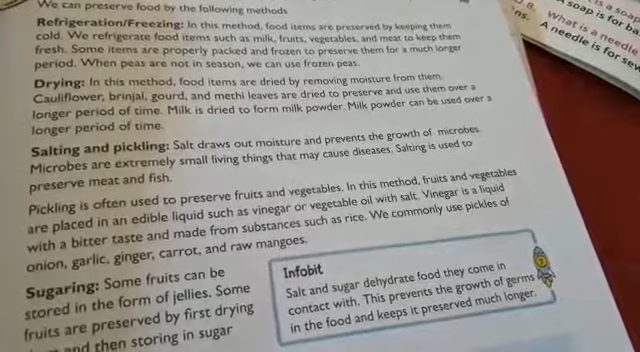 We can preserve food by the following methods
Refrigeration/Freezing: In this method, food items are preserved by keeping them
cold. We refrigerate food items such as milk, fruits, vegetables, and meat to keep them
fresh. Some items are properly packed and frozen to preserve them for a much longer
period. When peas are not in season, we can use frozen peas.
Drying: In this method, food items are dried by removing moisture from them.
Cauliflower, brinjal, gourd, and methi leaves are dried to preserve and use them over a
longer period of time. Milk is dried to form milk powder. Milk powder can be used over a
longer period of time.
Salting and pickling: Salt draws out moisture and prevents the growth of microbes.
Microbes are extremely small living things that may cause diseases. Salting is used to
preserve meat and fish.
Pickling is often used to preserve fruits and vegetables. In this method, fruits and vegetables
are placed in an edible liquid such as vinegar or vegetable oil with salt. Vinegar is a liquid
with a bitter taste and made from substances such as rice. We commonly use pickles of
onion, garlic, ginger, carrot, and raw mangoes.
Sugaring: Some fruits can be
stored in the form of jellies. Some
fruits are preserved by first drying
and then storing in sugar
Infobit
Salt and sugar dehydrate food they come in
contact with. This prevents the growth of germs
in the food and keeps it preserved much longer.
is a soap
A soap is for ba
8. What is a needle
ns. A needle is for sew